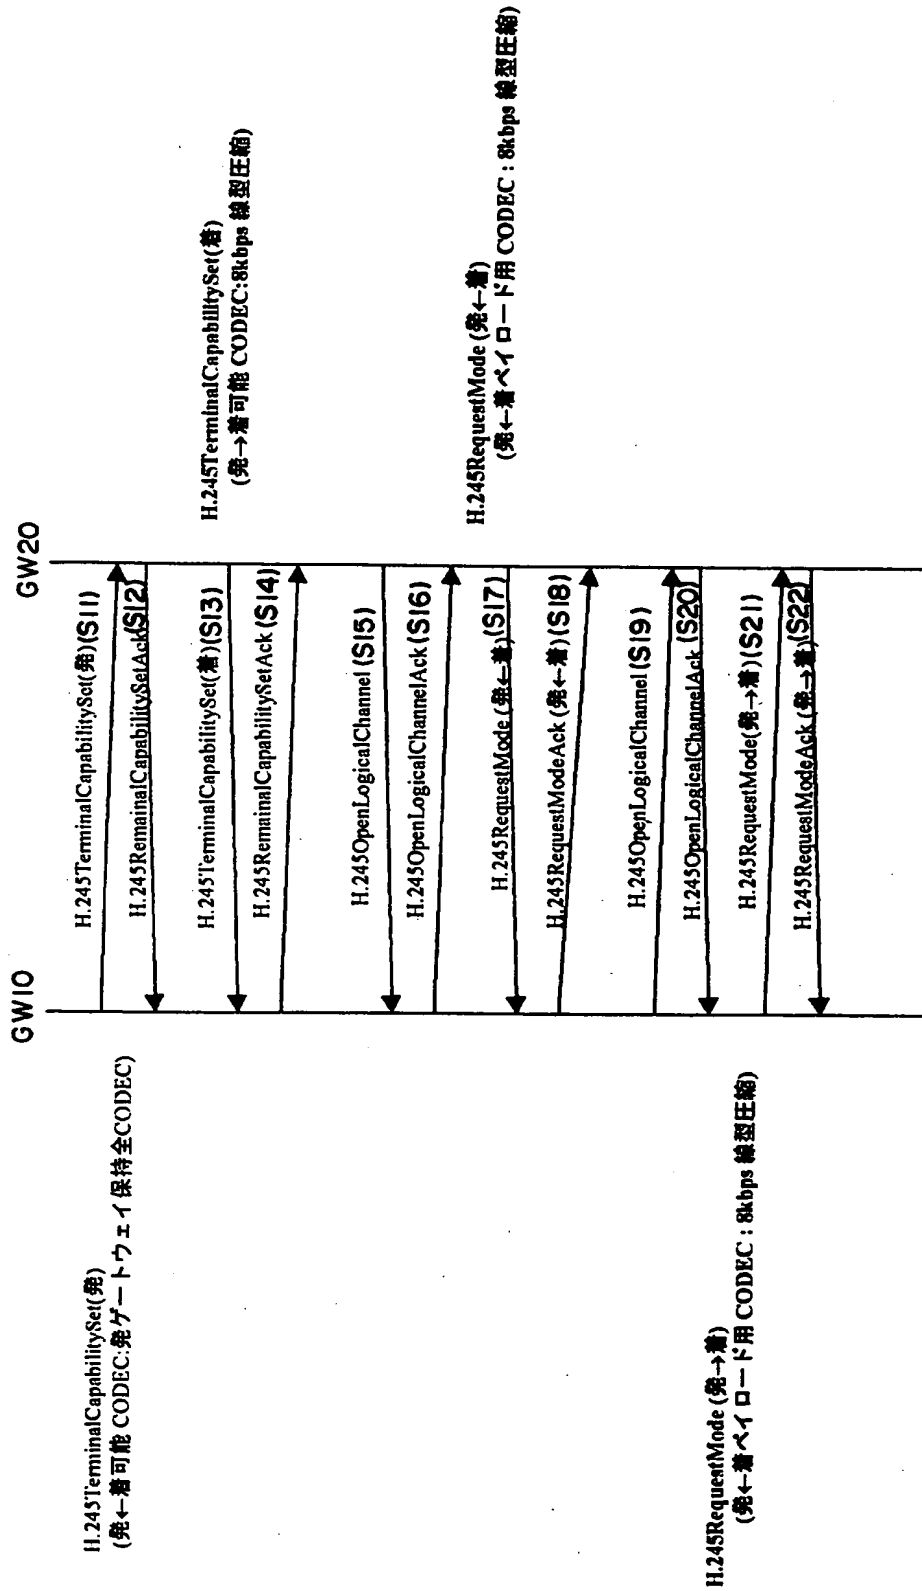 GW10
GW20
H.245TerminalCapabilitySet(発)
(発←着可能 CODEC:発ゲートウェイ保持全CODEC)
H.245TerminalCapabilitySet(発)(S11)
H.245RemainalCapabilitySetAck(S12)
H.245TerminalCapabilitySet(着)(S13)
H.245TerminalCapabilitySet(着)
(発→着可能 CODEC:8kbps 線型圧縮)
H.245RemainalCapabilitySetAck(S14)
H.245OpenLogicalChannel(S15)
H.245OpenLogicalChannelAck(S16)
H.245RequestMode(発←着)(S17)
H.245RequestMode(発←着)
(発←着ペイロード用 CODEC:8kbps 線型圧縮)
H.245RequestModeAck(発←着)(S18)
H.245OpenLogicalChannel(S19)
H.245OpenLogicalChannelAck(S20)
H.245RequestMode(発→着)
(発←着ペイロード用 CODEC:8kbps 線型圧縮)
H.245RequestMode(発→着)(S21)
H.245RequestModeAck(発→着)(S22)